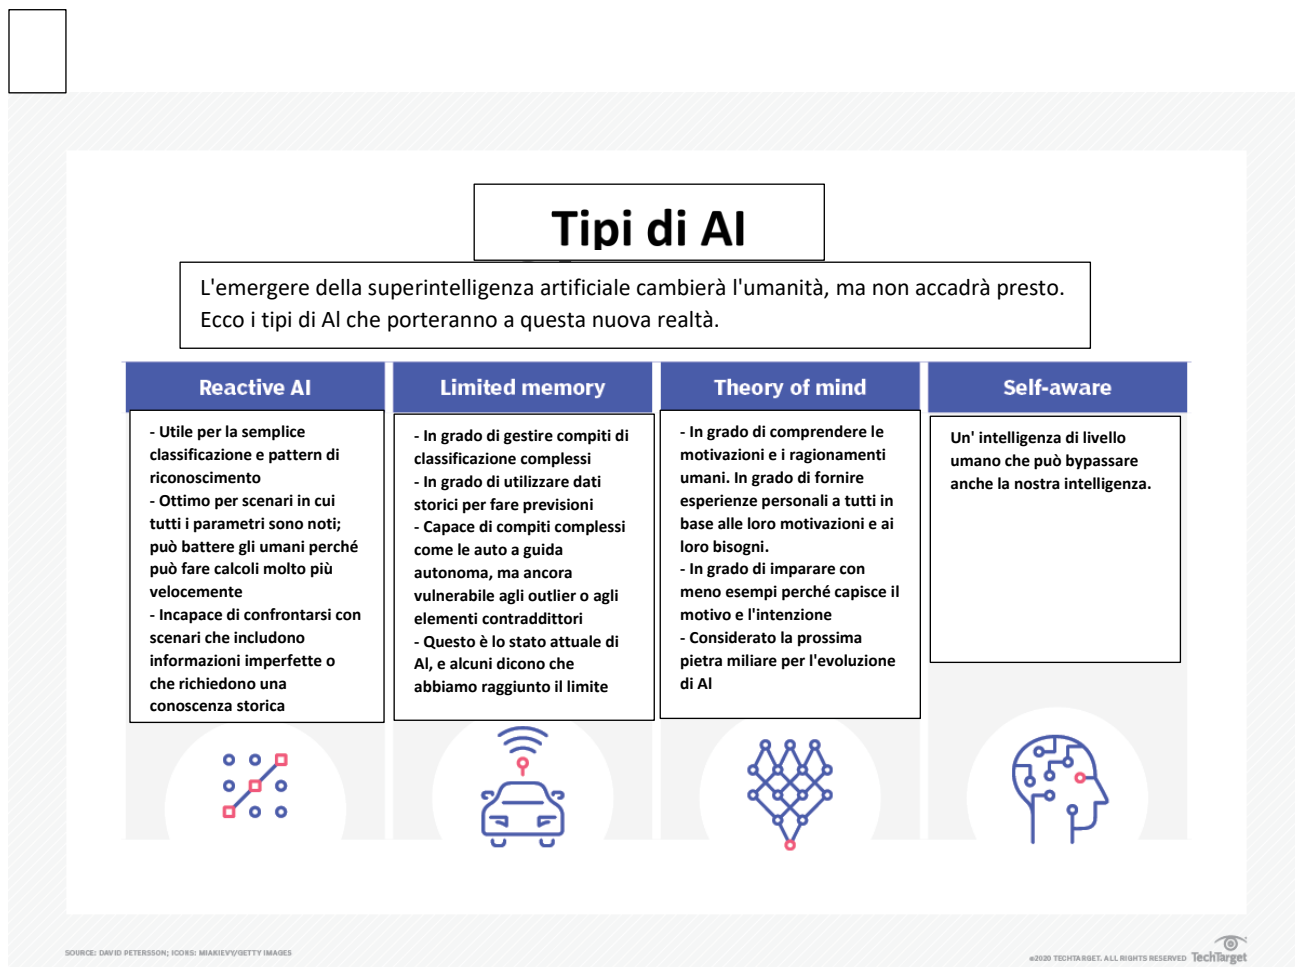 Tipi di AI
L'emergere della superintelligenza artificiale cambierà l'umanità, ma non accadrà presto.
Ecco i tipi di Al che porteranno a questa nuova realtà.
Reactive AI
- Utile per la semplice
classificazione e pattern di
riconoscimento
- Ottimo per scenari in cui
tutti i parametri sono noti;
può battere gli umani perché
può fare calcoli molto più
velocemente
- Incapace di confrontarsi con
scenari che includono
informazioni imperfette o
che richiedono una
conoscenza storica
Limited memory
- In grado di gestire compiti di
classificazione complessi
- In grado di utilizzare dati
storici per fare previsioni
- Capace di compiti complessi
come le auto a guida
autonoma, ma ancora
vulnerabile agli outlier o agli
elementi contraddittori
- Questo è lo stato attuale di
Al, e alcuni dicono che
abbiamo raggiunto il limite
Theory of mind
- In grado di comprendere le
motivazioni e i ragionamenti
umani. In grado di fornire
esperienze personali a tutti in
base alle loro motivazioni e ai
loro bisogni.
- In grado di imparare con
meno esempi perché capisce il
motivo e l'intenzione
- Considerato la prossima
pietra miliare per l'evoluzione
di Al
Self-aware
Un' intelligenza di livello
umano che può bypassare
anche la nostra intelligenza.
SOURCE: DAVID PETERSSON; ICONS: MIAKIEVY/GETTY IMAGES
©2020 TECHTARGET. ALL RIGHTS RESERVED TechTarget